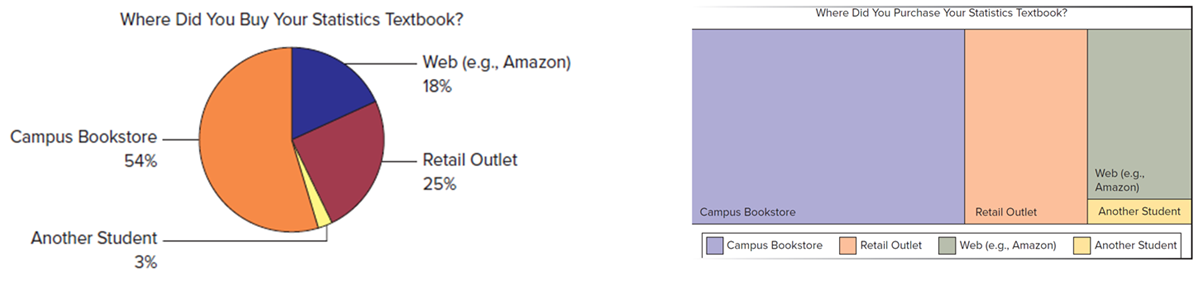 Where Did You Buy Your Statistics Textbook?
Web (e.g., Amazon)
18%
Campus Bookstore
54%
Retail Outlet
25%
Another Student
3%
Where Did You Purchase Your Statistics Textbook?
Web (e.g.,
Amazon)
Campus Bookstore
Retail Outlet
Another Student
Campus Bookstore
Retail Outlet
Web (e.g., Amazon)
Another Student